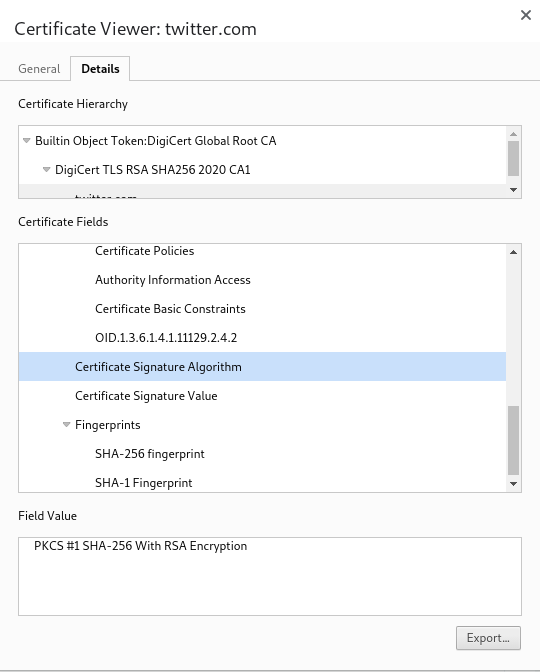 Certificate Viewer: twitter.com
General
Details
Certificate Hierarchy
Builtin Object Token:DigiCert Global Root CA
DigiCert TLS RSA SHA256 2020 CA1
twitter.com
Certificate Fields
Certificate Policies
Authority Information Access
Certificate Basic Constraints
OID.1.3.6.1.4.1.11129.2.4.2
Certificate Signature Algorithm
Certificate Signature Value
Fingerprints
SHA-256 fingerprint
SHA-1 Fingerprint
Field Value
PKCS #1 SHA-256 With RSA Encryption
Export...